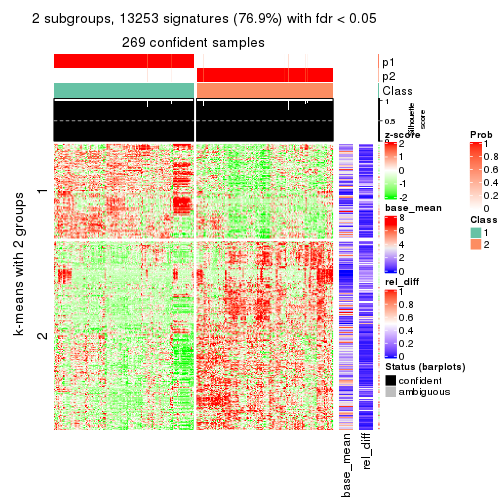 2 subgroups, 13253 signatures (76.9%) with fdr < 0.05
269 confident samples
p1
p2
Class
1
0.5
0
Silhouette
score
k-means with 2 groups
1
2
z-score
2
1
0
-1
-2
base_mean
8
6
4
2
0
rel_diff
1
0.8
0.6
0.4
0.2
0
Status (barplots)
confident
ambiguous
Prob
1
0.8
0.6
0.4
0.2
0
Class
1
2
base_mean
rel_diff